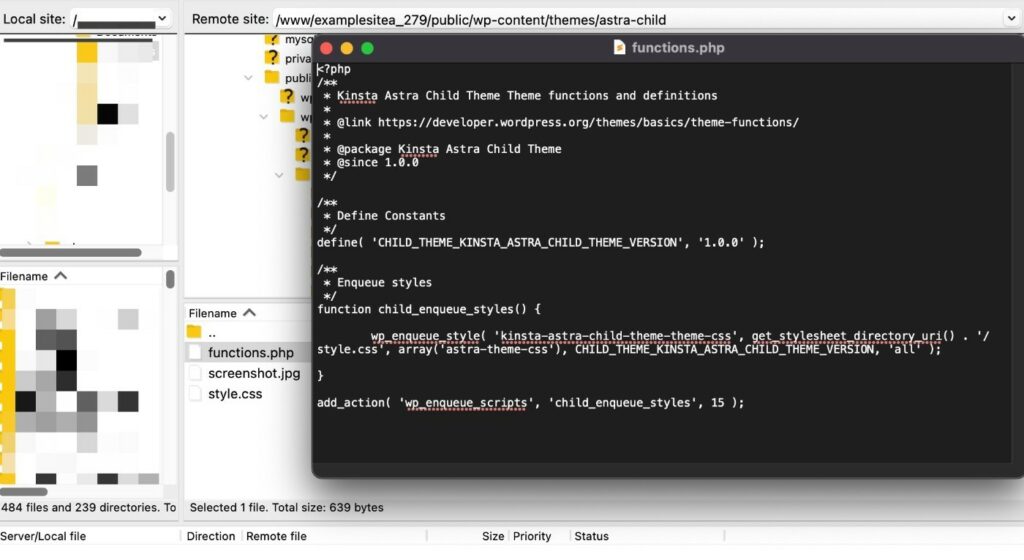 Local site: /
Remote site: /www/examplesitea_279/public/wp-content/themes/astra-child
functions.php
<?php
/**
 * Kinsta Astra Child Theme Theme functions and definitions
 *
 * @link https://developer.wordpress.org/themes/basics/theme-functions/
 *
 * @package Kinsta Astra Child Theme
 * @since 1.0.0
 */
/**
 * Define Constants
 */
define( 'CHILD_THEME_KINSTA_ASTRA_CHILD_THEME_VERSION', '1.0.0' );
/**
 * Enqueue styles
 */
function child_enqueue_styles() {
wp_enqueue_style( 'kinsta-astra-child-theme-theme-css', get_stylesheet_directory_uri() . '/
style.css', array('astra-theme-css'), CHILD_THEME_KINSTA_ASTRA_CHILD_THEME_VERSION, 'all' );
}
add_action( 'wp_enqueue_scripts', 'child_enqueue_styles', 15 );
mysq
priva
publi
Filename
Filename
..
functions.php
screenshot.jpg
style.css
484 files and 239 directories. To
Selected 1 file. Total size: 639 bytes
Server/Local file Direction Remote file Size Priority Status